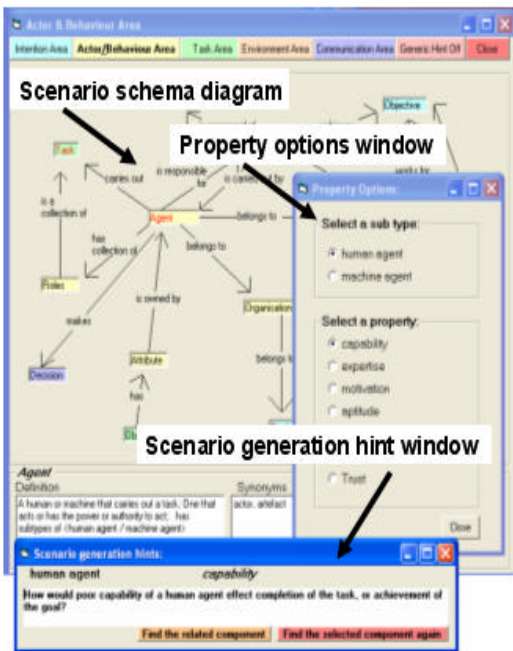 Actor & Behaviour Area
Intention Area Actor/Behaviour Area Task Area Environment Area Communication Area Generic Hint Off Close
Scenario schema diagram
Objective
Property options window
Task
carries out
is responsible for
is carried out by
Property Options:
is a collection of
Agent
belongs to
Select a sub type:
has collection of
belongs to
human agent
machine agent
Roles
is owned by
Organisation
Select a property:
makes
capability
Decision
Attribute
belongs t
expertise
motivation
has
aptitude
Ob
Scenario generation hint window
Trust
Agent
Definition
Synonyms
A human or machine that carries out a task. One that
acts or has the power or authority to act. has
subtypes of (human agent / machine agent)
actor, artefact
Close
Scenario generation hints:
human agent capability
How would poor capability of a human agent effect completion of the task, or achievement of
the goal?
Find the related component Find the selected component again